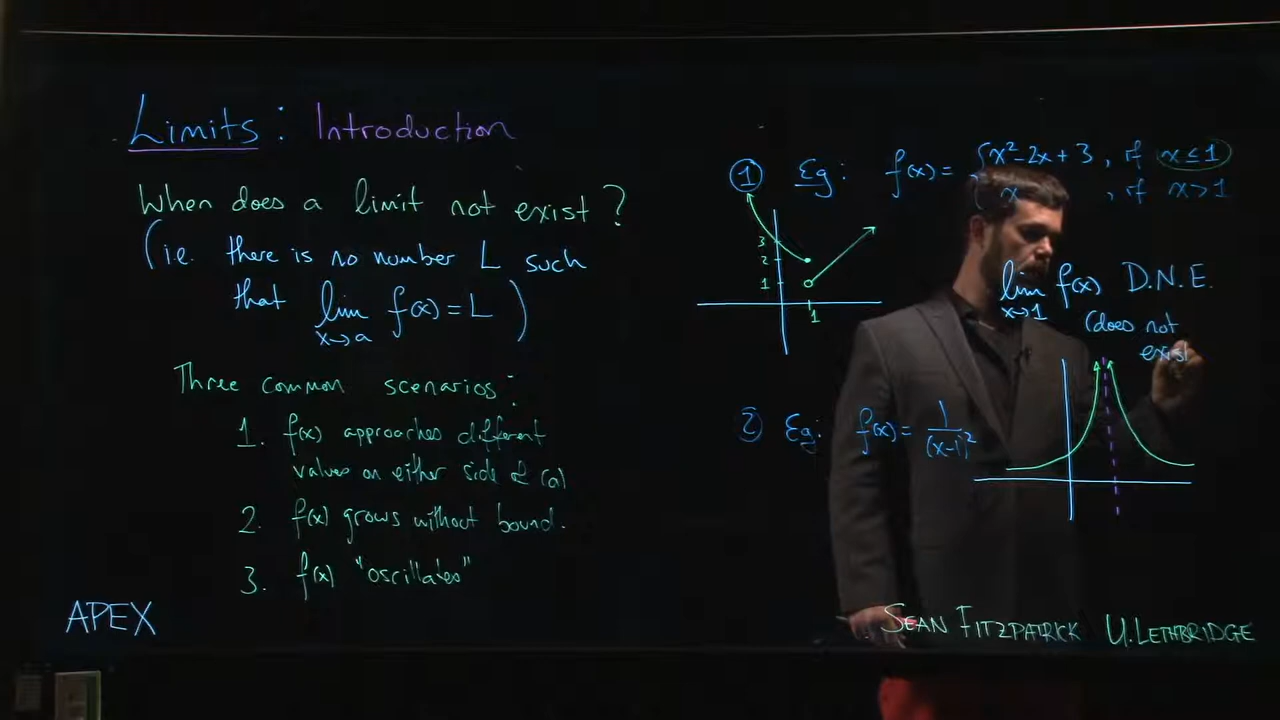 Limits: Introduction
When does a limit not exist?
(i.e. there is no number L such
that lim f(x) = L)
x→a
Three common scenarios:
1. f(x) approaches different
values on either side of (a)
2. f(x) grows without bound.
3. f(x) "oscillates"
APEX
① Eg: f(x) = { x²-2x+3, if x≤1
x, if x>1
3
2
1
1
lim f(x) D.N.E.
x→1
(does not
exist
② Eg: f(x) = 1/(x-1)²
SEAN FITZPATRICK U. LETHBRIDGE